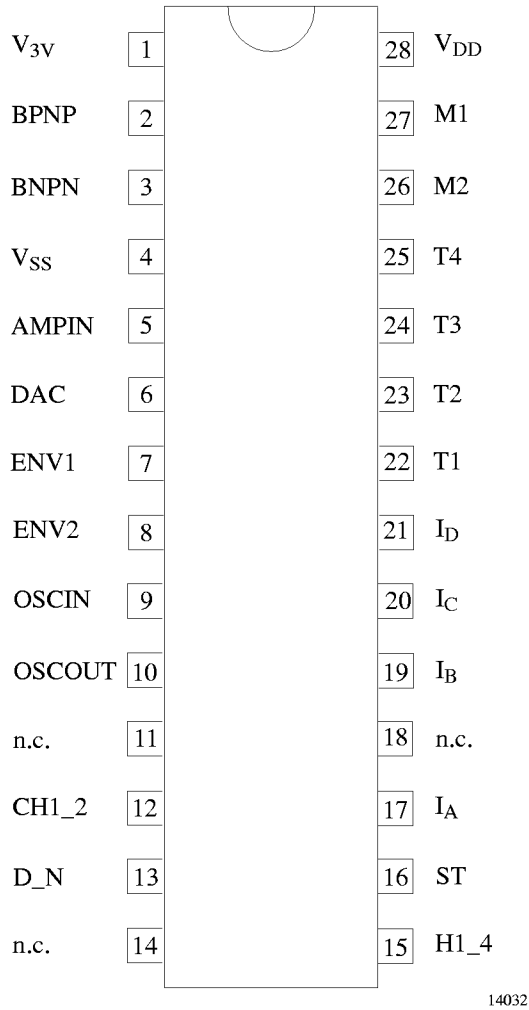 V3V 1 28 VDD
BPNP 2 27 M1
BNPN 3 26 M2
VSS 4 25 T4
AMPIN 5 24 T3
DAC 6 23 T2
ENV1 7 22 T1
ENV2 8 21 ID
OSCIN 9 20 IC
OSCOUT 10 19 IB
n.c. 11 18 n.c.
CH1_2 12 17 IA
D_N 13 16 ST
n.c. 14 15 H1_4
14032